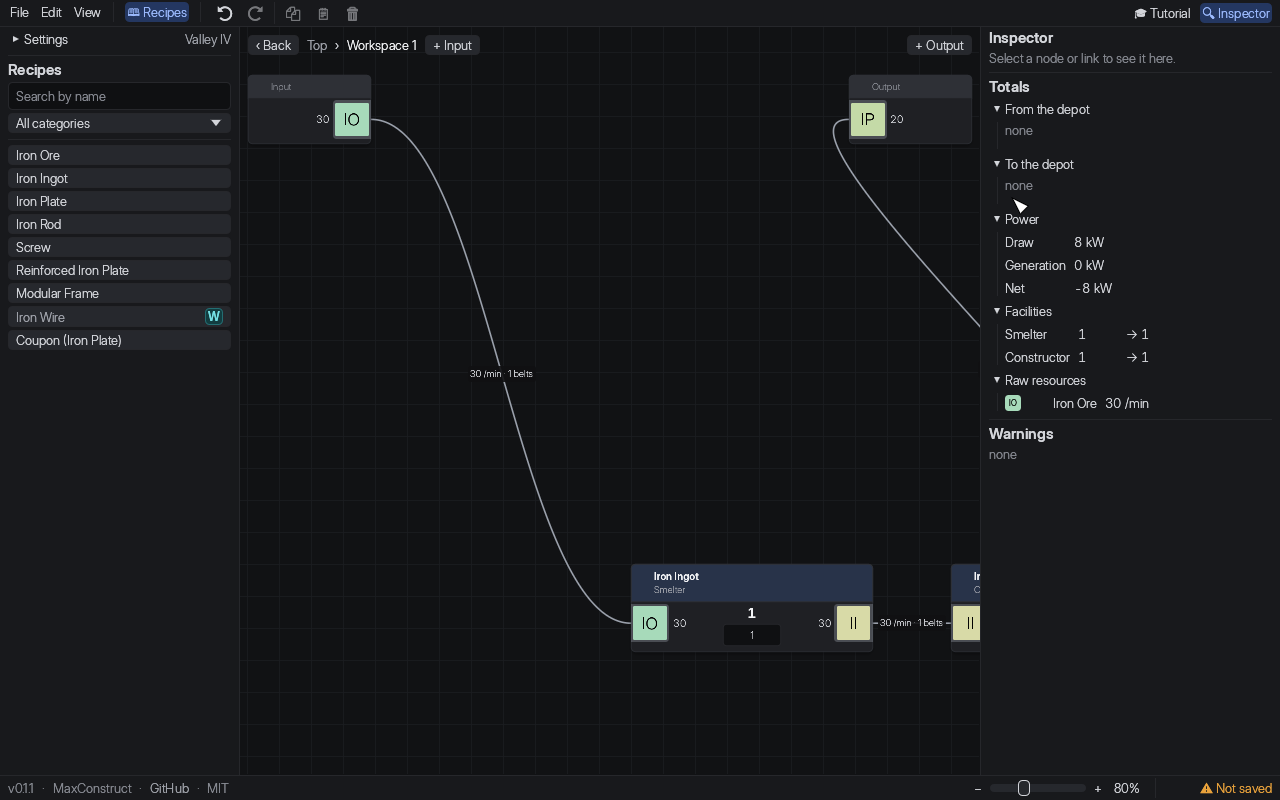 File Edit View Recipes Tutorial Inspector
Settings Valley IV
Recipes
Search by name
All categories
Iron Ore
Iron Ingot
Iron Plate
Iron Rod
Screw
Reinforced Iron Plate
Modular Frame
Iron Wire W
Coupon (Iron Plate)
‹ Back Top › Workspace 1 + Input + Output
Input
30 IO
Output
IP 20
30 /min · 1 belts
Iron Ingot
Smelter
IO 30 1 30 II
1
30 /min · 1 belts
II
Inspector
Select a node or link to see it here.
Totals
From the depot
none
To the depot
none
Power
Draw 8 kW
Generation 0 kW
Net -8 kW
Facilities
Smelter 1 → 1
Constructor 1 → 1
Raw resources
IO Iron Ore 30 /min
Warnings
none
v0.1.1 · MaxConstruct · GitHub · MIT
− + 80% Not saved